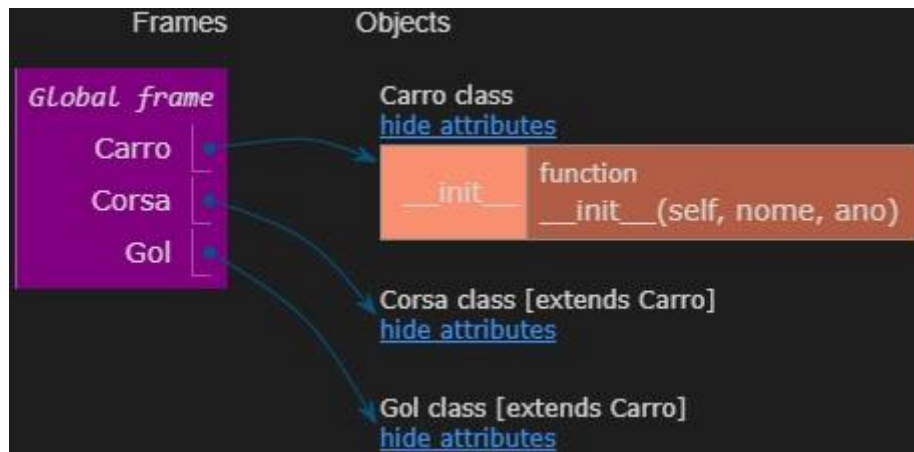 Frames
Objects
Global frame
Carro
Corsa
Gol
Carro class
hide attributes
__init__
function
__init__(self, nome, ano)
Corsa class [extends Carro]
hide attributes
Gol class [extends Carro]
hide attributes